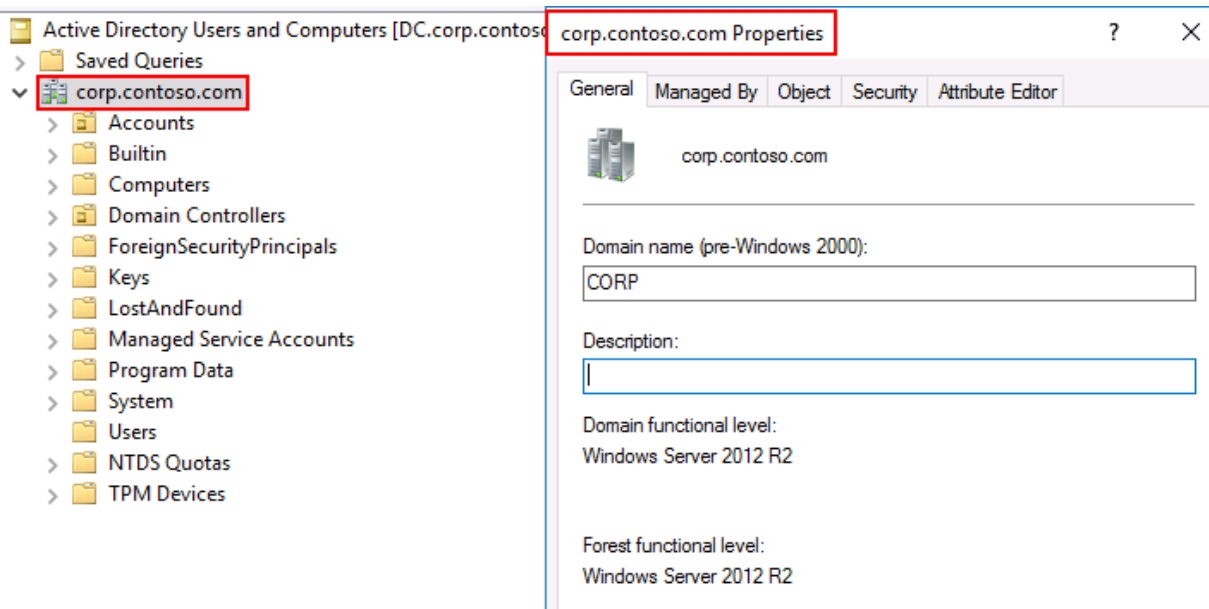 Active Directory Users and Computers [DC.corp.contoso
Saved Queries
corp.contoso.com
Accounts
Builtin
Computers
Domain Controllers
ForeignSecurityPrincipals
Keys
LostAndFound
Managed Service Accounts
Program Data
System
Users
NTDS Quotas
TPM Devices
corp.contoso.com Properties
?
General Managed By Object Security Attribute Editor
corp.contoso.com
Domain name (pre-Windows 2000):
CORP
Description:
Domain functional level:
Windows Server 2012 R2
Forest functional level:
Windows Server 2012 R2